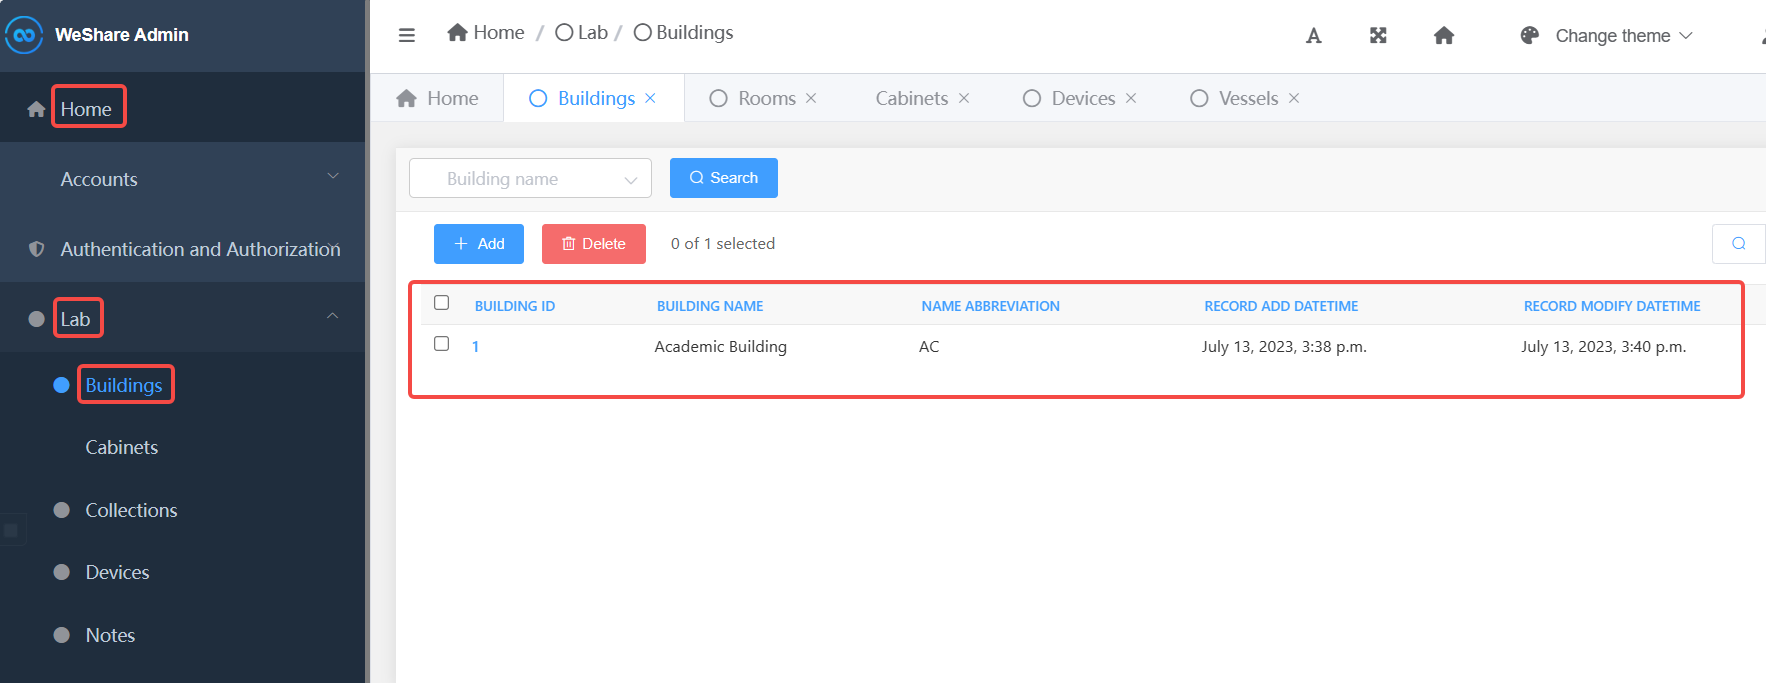 WeShare Admin
Home
Accounts
Authentication and Authorization
Lab
Buildings
Cabinets
Collections
Devices
Notes
Home / Lab / Buildings
Change theme
Home Buildings Rooms Cabinets Devices Vessels
Building name Search
Add Delete 0 of 1 selected
BUILDING ID BUILDING NAME NAME ABBREVIATION RECORD ADD DATETIME RECORD MODIFY DATETIME
1 Academic Building AC July 13, 2023, 3:38 p.m. July 13, 2023, 3:40 p.m.